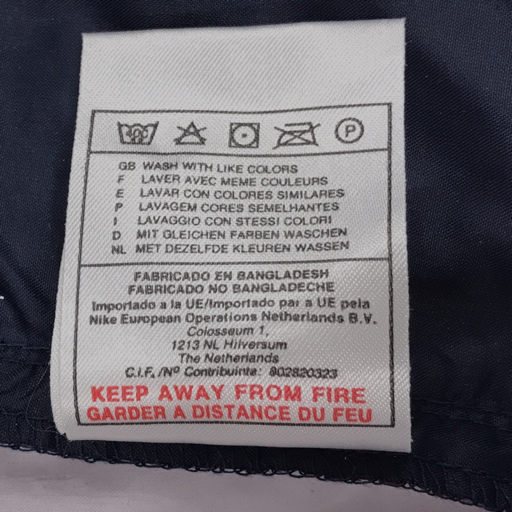 40
P
GB WASH WITH LIKE COLORS
F LAVER AVEC MEME COULEURS
E LAVAR CON COLORES SIMILARES
P LAVAGEM CORES SEMELHANTES
I LAVAGGIO CON STESSI COLORI
D MIT GLEICHEN FARBEN WASCHEN
NL MET DEZELFDE KLEUREN WASSEN
FABRICADO EN BANGLADESH
FABRICADO NO BANGLADECHE
Importado a la UE/Importado par a UE pela
Nike European Operations Netherlands B.V.
Colosseum 1,
1213 NL Hilversum
The Netherlands
C.I.F./Nº Contribuinte: 802820323
KEEP AWAY FROM FIRE
GARDER A DISTANCE DU FEU